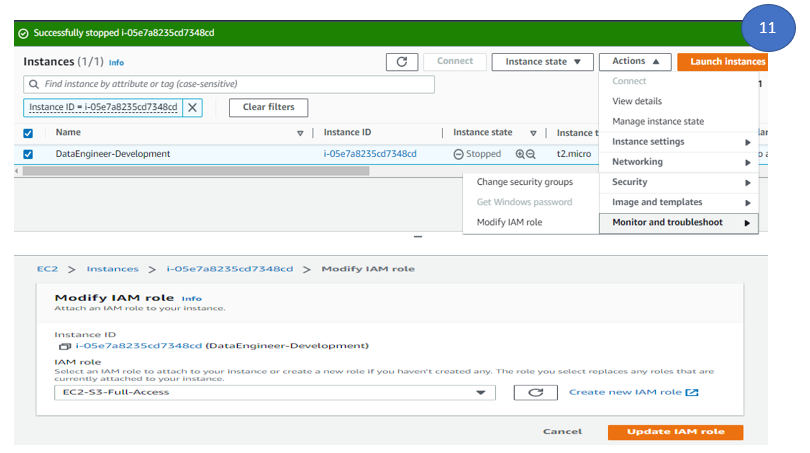 11
Successfully stopped i-05e7a8235cd7348cd
Instances (1/1) Info
Connect
Instance state
Actions
Launch instances
Find instance by attribute or tag (case-sensitive)
1
Instance ID = i-05e7a8235cd7348cd
Clear filters
Connect
View details
Manage instance state
Instance settings
Networking
Security
Image and templates
Monitor and troubleshoot
Name
Instance ID
Instance state
Instance t
DataEngineer-Development
i-05e7a8235cd7348cd
Stopped
t2.micro
Change security groups
Get Windows password
Modify IAM role
EC2 > Instances > i-05e7a8235cd7348cd > Modify IAM role
Modify IAM role Info
Attach an IAM role to your instance.
Instance ID
i-05e7a8235cd7348cd (DataEngineer-Development)
IAM role
Select an IAM role to attach to your instance or create a new role if you haven't created any. The role you select replaces any roles that are
currently attached to your instance.
EC2-S3-Full-Access
Create new IAM role
Cancel
Update IAM role